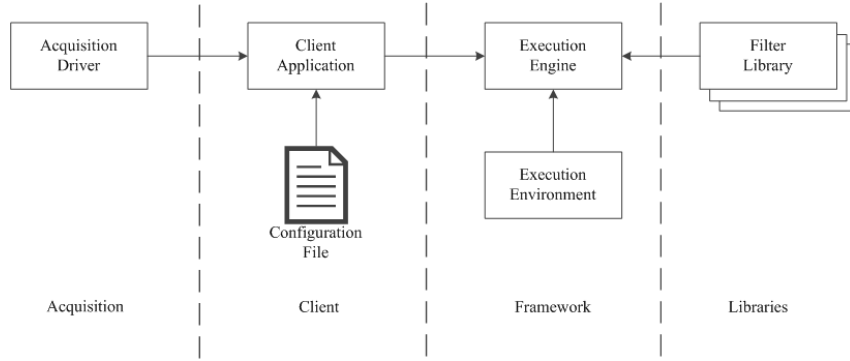 Acquisition
Driver
Client
Application
Execution
Engine
Filter
Library
Execution
Environment
Configuration
File
Acquisition
Client
Framework
Libraries